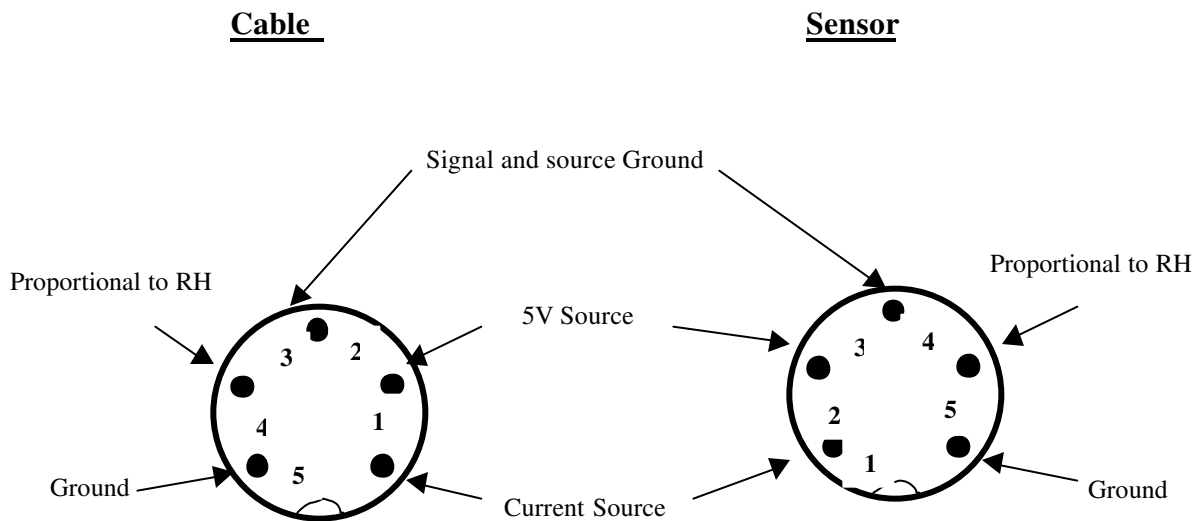 Cable Sensor
Signal and source Ground
Proportional to RH
Proportional to RH
5V Source
3 2
3 4
4 1
2 5
5
1
Ground
Current Source
Ground